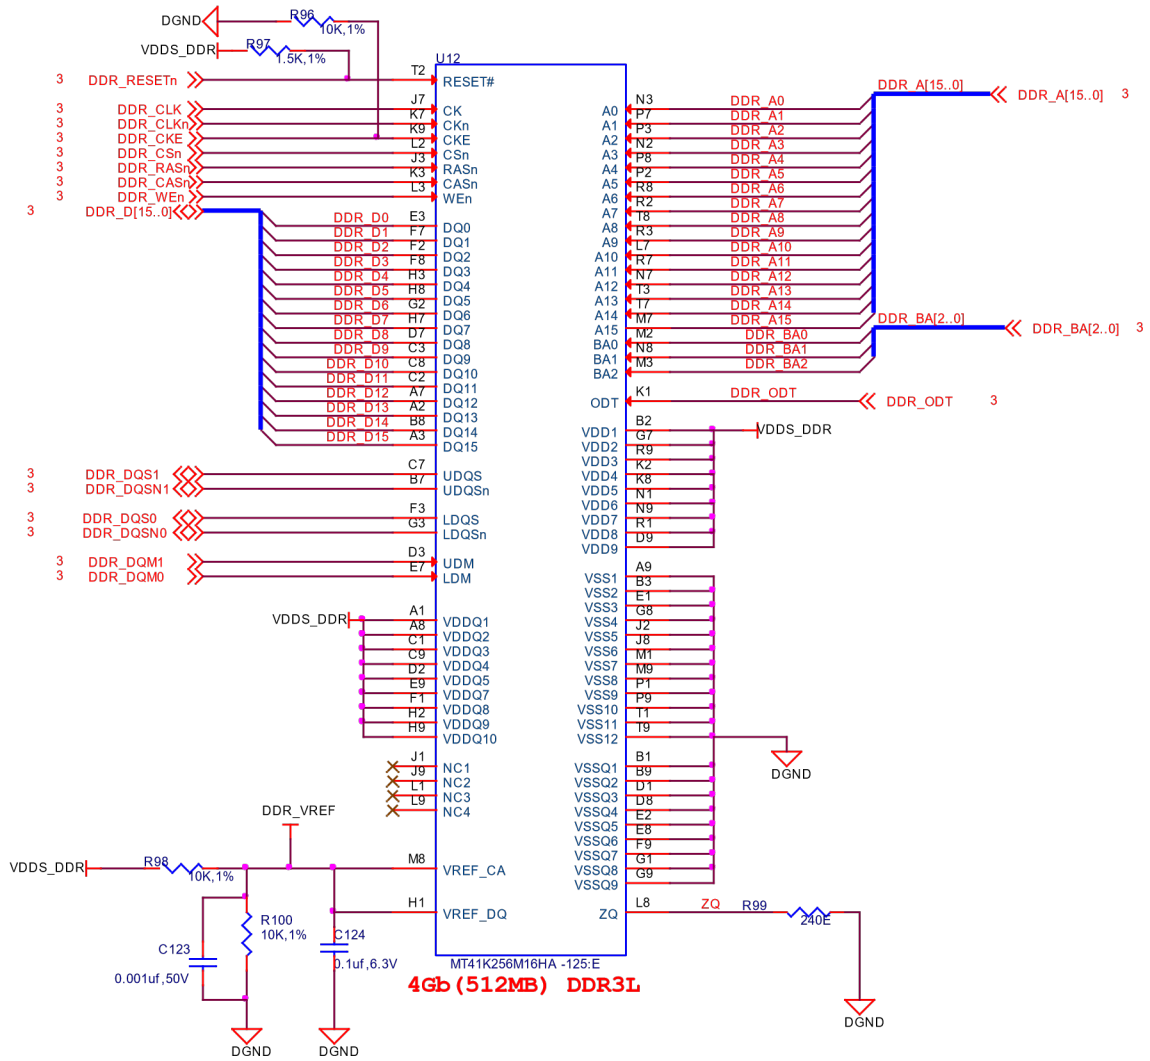 DGND R96 10K,1%
VDDS_DDR R97 1.5K,1%
U12
3 DDR_RESETn T2 RESET#
3 DDR_CLK J7 CK
3 DDR_CLKn K7 CKn
3 DDR_CKE K9 CKE
3 DDR_CSn L2 CSn
3 DDR_RASn J3 RASn
3 DDR_CASn K3 CASn
3 DDR_WEn L3 WEn
3 DDR_D[15..0]
DDR_D0 E3 DQ0
DDR_D1 F7 DQ1
DDR_D2 F2 DQ2
DDR_D3 F8 DQ3
DDR_D4 H3 DQ4
DDR_D5 H8 DQ5
DDR_D6 G2 DQ6
DDR_D7 H7 DQ7
DDR_D8 D7 DQ8
DDR_D9 C3 DQ9
DDR_D10 C8 DQ10
DDR_D11 C2 DQ11
DDR_D12 A7 DQ12
DDR_D13 A2 DQ13
DDR_D14 B8 DQ14
DDR_D15 A3 DQ15
3 DDR_DQS1 C7 UDQS
3 DDR_DQSN1 B7 UDQSn
3 DDR_DQS0 F3 LDQS
3 DDR_DQSN0 G3 LDQSn
3 DDR_DQM1 D3 UDM
3 DDR_DQM0 E7 LDM
VDDS_DDR A1 VDDQ1
A8 VDDQ2
C1 VDDQ3
C9 VDDQ4
D2 VDDQ5
E9 VDDQ7
F1 VDDQ8
H2 VDDQ9
H9 VDDQ10
J1 NC1
J9 NC2
L1 NC3
L9 NC4
DDR_VREF
VDDS_DDR R98 10K,1% M8 VREF_CA
H1 VREF_DQ
R100
10K,1%
C123
0.001uf,50V
C124
0.1uf,6.3V
DGND DGND
A0 N3 DDR_A0
A1 P7 DDR_A1
A2 P3 DDR_A2
A3 N2 DDR_A3
A4 P8 DDR_A4
A5 P2 DDR_A5
A6 R8 DDR_A6
A7 R2 DDR_A7
A8 T8 DDR_A8
A9 R3 DDR_A9
A10 L7 DDR_A10
A11 R7 DDR_A11
A12 N7 DDR_A12
A13 T3 DDR_A13
A14 T7 DDR_A14
A15 M7 DDR_A15
DDR_A[15..0] DDR_A[15..0] 3
BA0 M2 DDR_BA0
BA1 N8 DDR_BA1
BA2 M3 DDR_BA2
DDR_BA[2..0] DDR_BA[2..0] 3
ODT K1 DDR_ODT DDR_ODT 3
VDD1 B2 VDDS_DDR
VDD2 G7
VDD3 R9
VDD4 K2
VDD5 K8
VDD6 N1
VDD7 N9
VDD8 R1
VDD9 D9
VSS1 A9
VSS2 B3
VSS3 E1
VSS4 G8
VSS5 J2
VSS6 J8
VSS7 M1
VSS8 M9
VSS9 P1
VSS10 P9
VSS11 T1
VSS12 T9
DGND
VSSQ1 B1
VSSQ2 B9
VSSQ3 D1
VSSQ4 D8
VSSQ5 E2
VSSQ6 E8
VSSQ7 F9
VSSQ8 G1
VSSQ9 G9
ZQ L8 ZQ R99 240E
DGND
MT41K256M16HA -125:E
4Gb(512MB) DDR3L